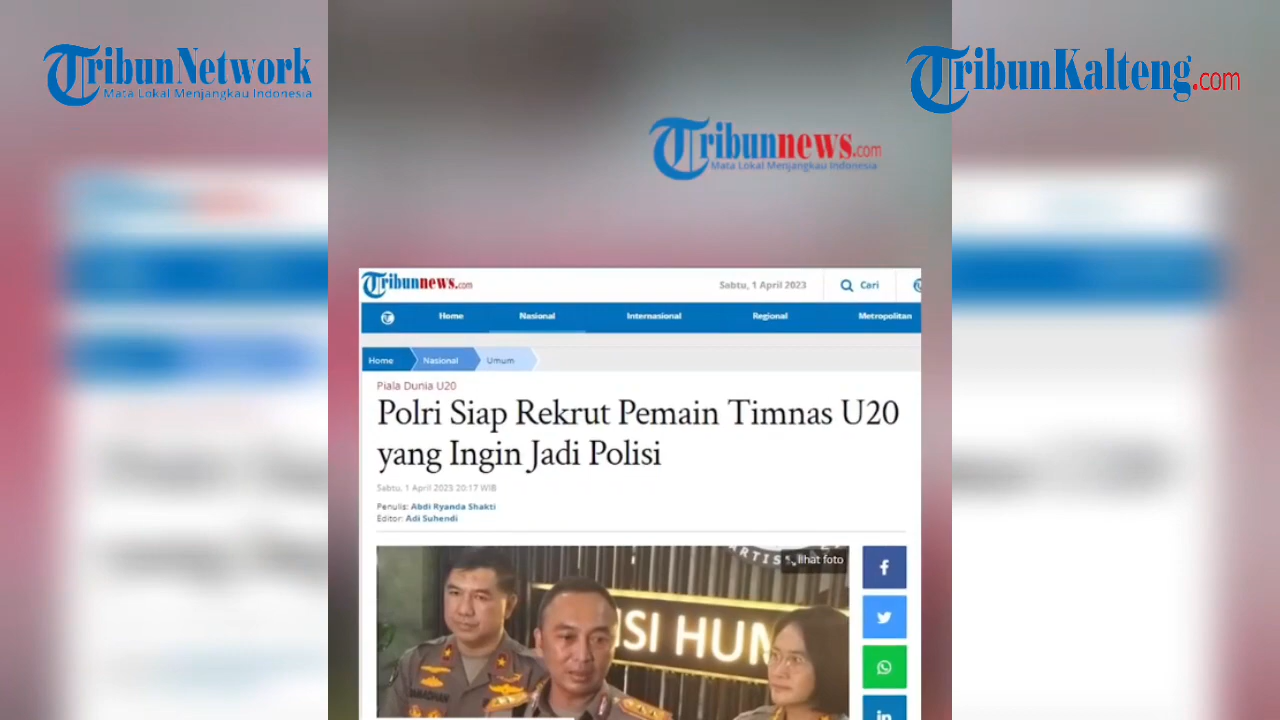 TribunNetwork
Mata Lokal Menjangkau Indonesia
TribunKalteng.com
Tribunnews.com
Mata Lokal Menjangkau Indonesia
Tribunnews.com
Sabtu, 1 April 2023
Cari
Home
Nasional
Internasional
Regional
Metropolitan
Home
Nasional
Umum
Piala Dunia U20
Polri Siap Rekrut Pemain Timnas U20
yang Ingin Jadi Polisi
Sabtu, 1 April 2023 20:17 WIB
Penulis: Abdi Ryanda Shakti
Editor: Adi Suhendi
lihat foto
ISI HUM